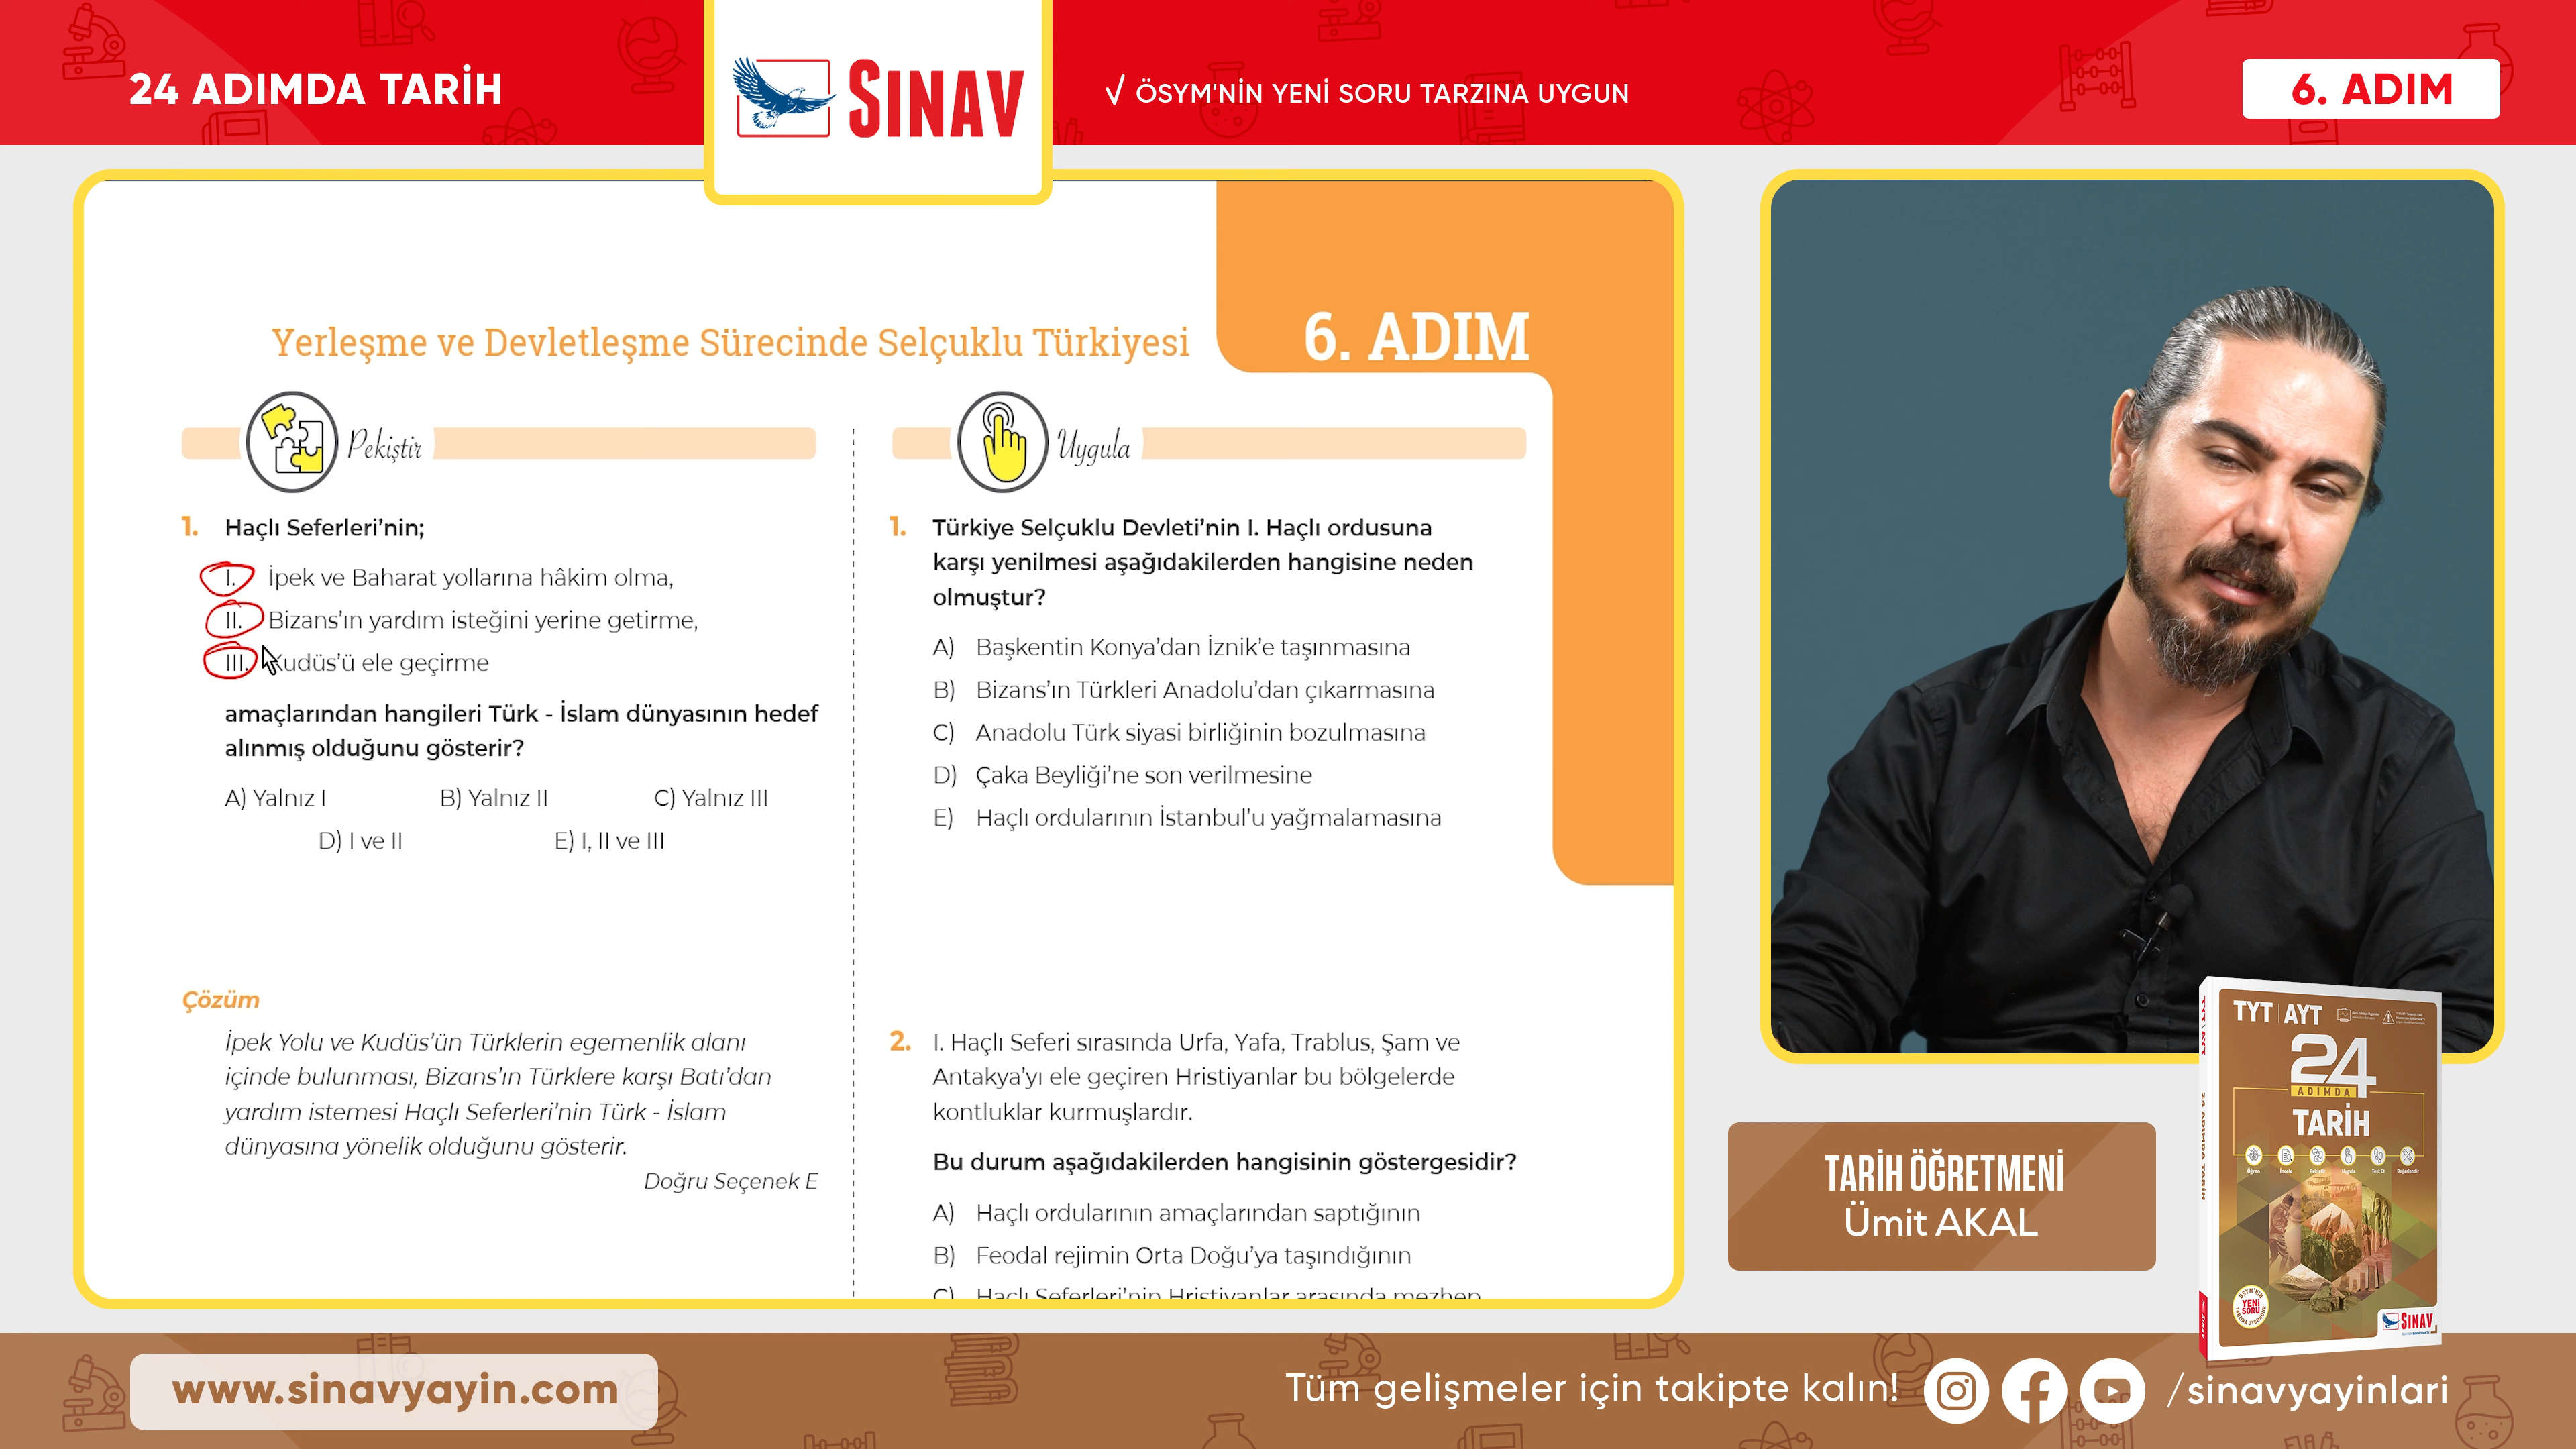 24 ADIMDA TARİH
SINAV
√ ÖSYM'NİN YENİ SORU TARZINA UYGUN
6. ADIM
Yerleşme ve Devletleşme Sürecinde Selçuklu Türkiyesi
6. ADIM
Pekiştir
1. Haçlı Seferleri’nin;
I. İpek ve Baharat yollarına hâkim olma,
II. Bizans’ın yardım isteğini yerine getirme,
III. Kudüs’ü ele geçirme
amaçlarından hangileri Türk - İslam dünyasının hedef
alınmış olduğunu gösterir?
A) Yalnız I B) Yalnız II C) Yalnız III
D) I ve II E) I, II ve III
Çözüm
İpek Yolu ve Kudüs’ün Türklerin egemenlik alanı
içinde bulunması, Bizans’ın Türklere karşı Batı’dan
yardım istemesi Haçlı Seferleri’nin Türk - İslam
dünyasına yönelik olduğunu gösterir.
Doğru Seçenek E
Uygula
1. Türkiye Selçuklu Devleti’nin I. Haçlı ordusuna
karşı yenilmesi aşağıdakilerden hangisine neden
olmuştur?
A) Başkentin Konya’dan İznik’e taşınmasına
B) Bizans’ın Türkleri Anadolu’dan çıkarmasına
C) Anadolu Türk siyasi birliğinin bozulmasına
D) Çaka Beyliği’ne son verilmesine
E) Haçlı ordularının İstanbul’u yağmalamasına
2. I. Haçlı Seferi sırasında Urfa, Yafa, Trablus, Şam ve
Antakya’yı ele geçiren Hristiyanlar bu bölgelerde
kontluklar kurmuşlardır.
Bu durum aşağıdakilerden hangisinin göstergesidir?
A) Haçlı ordularının amaçlarından saptığının
B) Feodal rejimin Orta Doğu’ya taşındığının
C) Haçlı Seferleri’nin Hristiyanlar arasında mezhep
TARİH ÖĞRETMENİ
Ümit AKAL
TYT | AYT
24
ADIMDA
TARİH
YENİ
SORU
SINAV
www.sinavyayin.com
Tüm gelişmeler için takipte kalın!
/sinavyayinlari